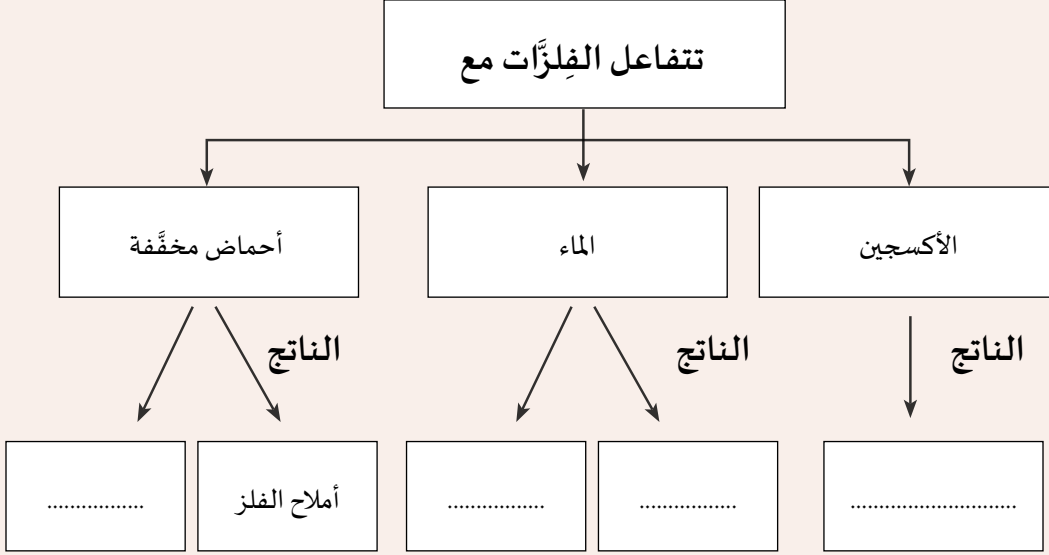 تتفاعل الفِلزَّات مع
الأكسجين
الماء
أحماض مخفَّفة
الناتج
الناتج
الناتج
............................
.................
.................
أملاح الفلز
.................